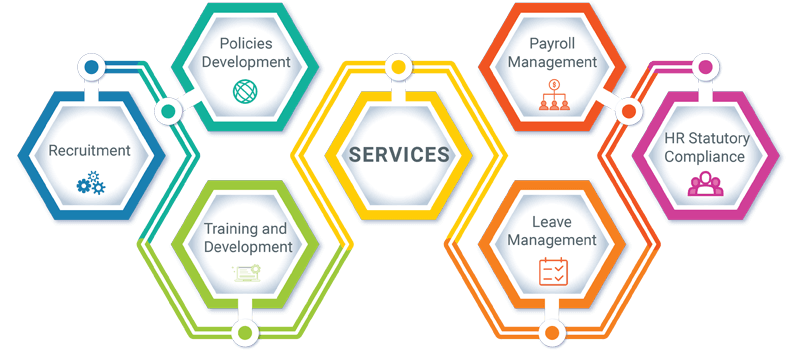 Policies
Development
Payroll
Management
Recruitment
SERVICES
HR Statutory
Compliance
Training and
Development
Leave
Management